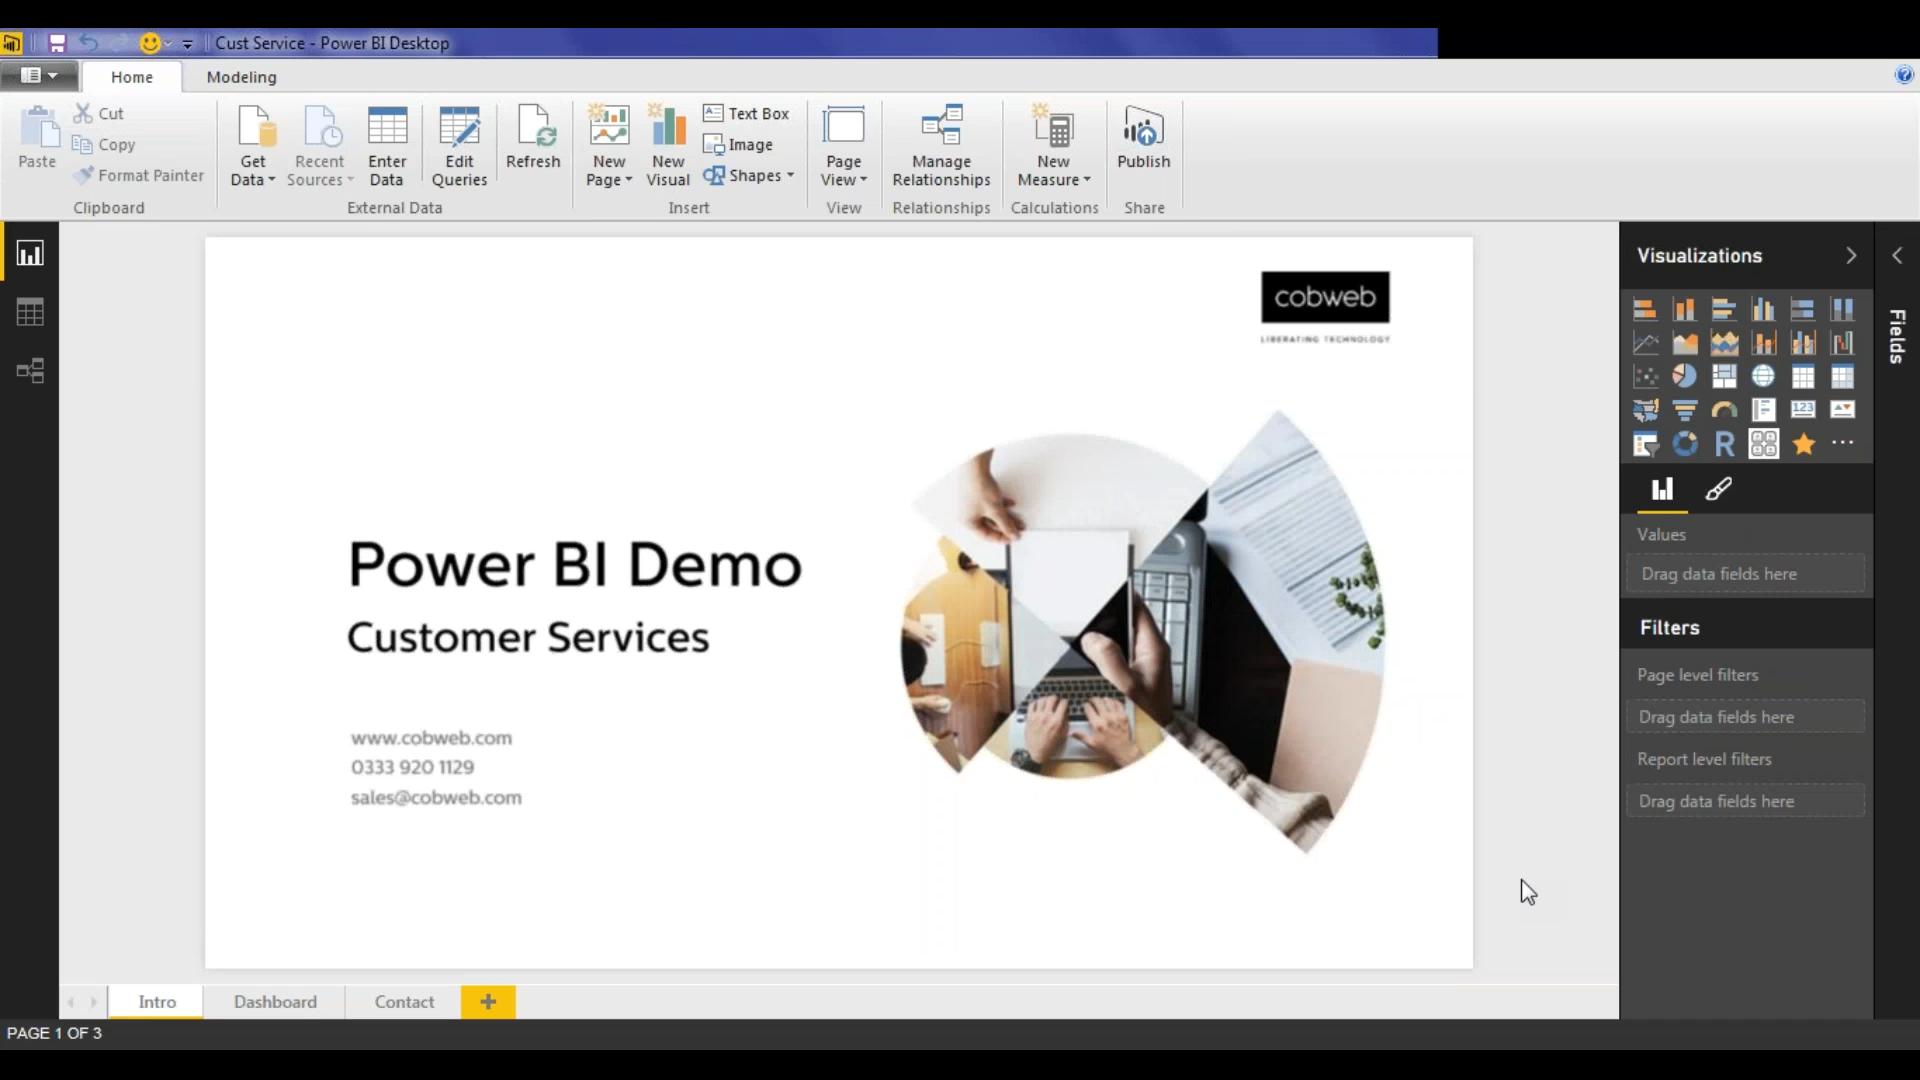 Cust Service - Power BI Desktop
Home
Modeling
Paste
Cut
Copy
Format Painter
Clipboard
Get Data
Recent Sources
Enter Data
Edit Queries
Refresh
External Data
New Page
New Visual
Text Box
Image
Shapes
Insert
Page View
View
Manage Relationships
Relationships
New Measure
Calculations
Publish
Share
cobweb
LIBERATING TECHNOLOGY
Power BI Demo
Customer Services
www.cobweb.com
0333 920 1129
sales@cobweb.com
Visualizations
Fields
123
R
Values
Drag data fields here
Filters
Page level filters
Drag data fields here
Report level filters
Drag data fields here
Intro
Dashboard
Contact
PAGE 1 OF 3